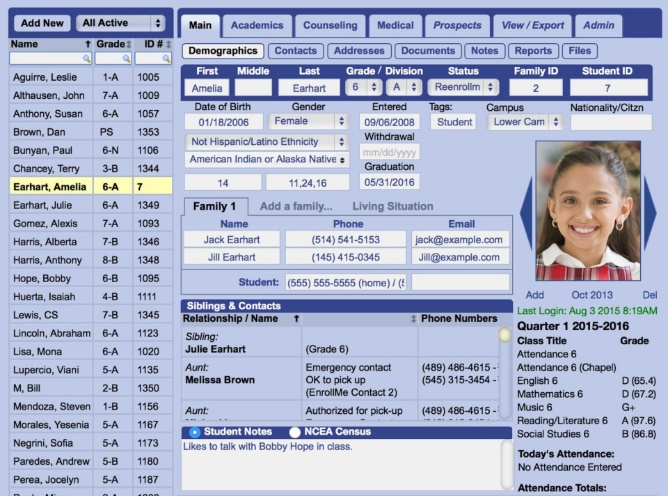 Add New
All Active
Name Grade ID #
Aguirre, Leslie 1-A 1005
Althausen, John 7-A 1009
Anthony, Susan 6-A 1057
Brown, Dan PS 1353
Bunyan, Paul 6-N 1106
Chancey, Terry 3-B 1344
Earhart, Amelia 6-A 7
Earhart, Julie 6-A 1349
Gomez, Alexis 7-A 1093
Harris, Alberta 7-B 1346
Harris, Anthony 8-B 1348
Hope, Bobby 6-B 1095
Huerta, Isaiah 4-B 1111
Lewis, CS 7-B 1345
Lincoln, Abraham 6-A 1123
Lisa, Mona 6-A 1020
Lupercio, Viani 5-A 1135
M, Bill 2-B 1350
Mendoza, Steven 1-B 1156
Morales, Yesenia 5-A 1167
Negrini, Sofia 5-A 1173
Paredes, Andrew 5-B 1180
Perea, Jocelyn 5-A 1187
Main Academics Counseling Medical Prospects View / Export Admin
Demographics Contacts Addresses Documents Notes Reports Files
First Middle Last Grade / Division Status Family ID Student ID
Amelia Earhart 6 A Reenrollm 2 7
Date of Birth Gender Entered Tags: Campus Nationality/Citzn
01/18/2006 Female 09/06/2008 Student Lower Cam
Not Hispanic/Latino Ethnicity Withdrawal
mm/dd/yyyy
American Indian or Alaska Native
Graduation
14 11,24,16 05/31/2016
Family 1 Add a family... Living Situation
Name Phone Email
Jack Earhart (514) 541-5153 jack@example.com
Jill Earhart (145) 415-0345 Jill@example.com
Student: (555) 555-5555 (home) / (5
Siblings & Contacts
Relationship / Name Phone Numbers
Sibling:
Julie Earhart (Grade 6)
Aunt: Emergency contact (489) 486-4615 -
Melissa Brown OK to pick up (545) 315-3454 -
(EnrollMe Contact 2)
Aunt: Authorized for pick-up (489) 486-4615 -
Student Notes NCEA Census
Likes to talk with Bobby Hope in class.
Add Oct 2013 Del
Last Login: Aug 3 2015 8:19AM
Quarter 1 2015-2016
Class Title Grade
Attendance 6
Attendance 6 (Chapel)
English 6 D (65.4)
Mathematics 6 D (67.2)
Music 6 G+
Reading/Literature 6 A (97.6)
Social Studies 6 B (86.8)
Today's Attendance:
No Attendance Entered
Attendance Totals: